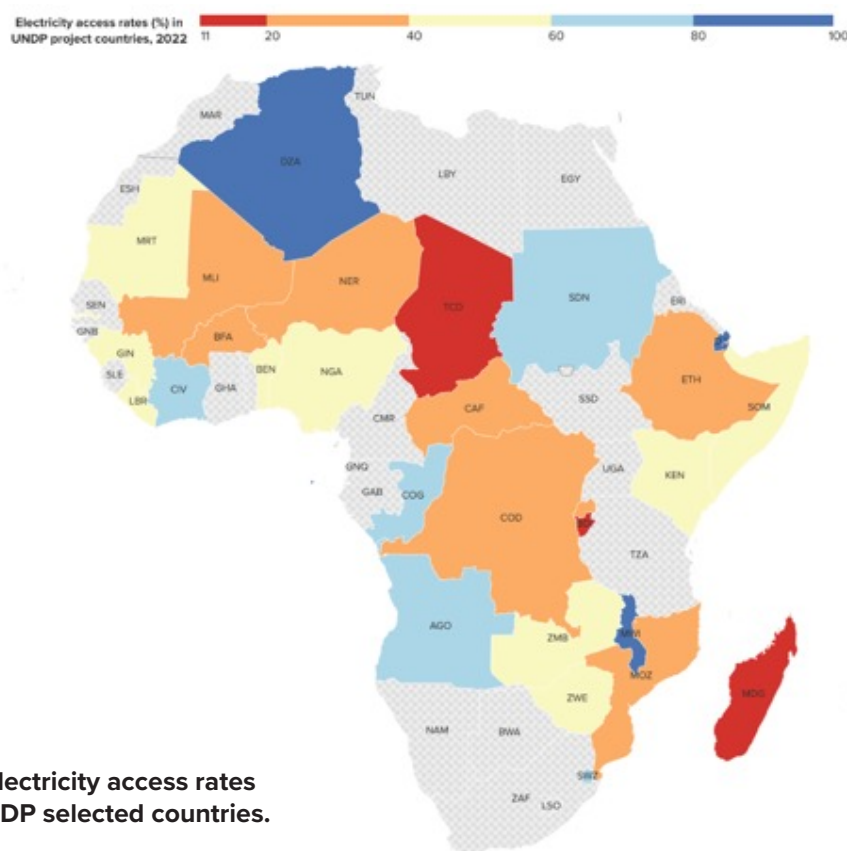 Electricity access rates (%) in
UNDP project countries, 2022
11 20 40 60 80 100
TUN
MAR
DZA
LBY
EGY
ESH
MRT
MLI
NER
TCD
SDN
ERI
SEN
GNB
BFA
GIN
BEN
NGA
SLE
CIV
GHA
LBR
ETH
SOM
CAF
SSD
CMR
GNQ
UGA
KEN
GAB
COG
COD
TZA
AGO
ZMB
MWI
MOZ
ZWE
MDG
NAM
BWA
SWZ
ZAF
LSO
lectricity access rates
DP selected countries.